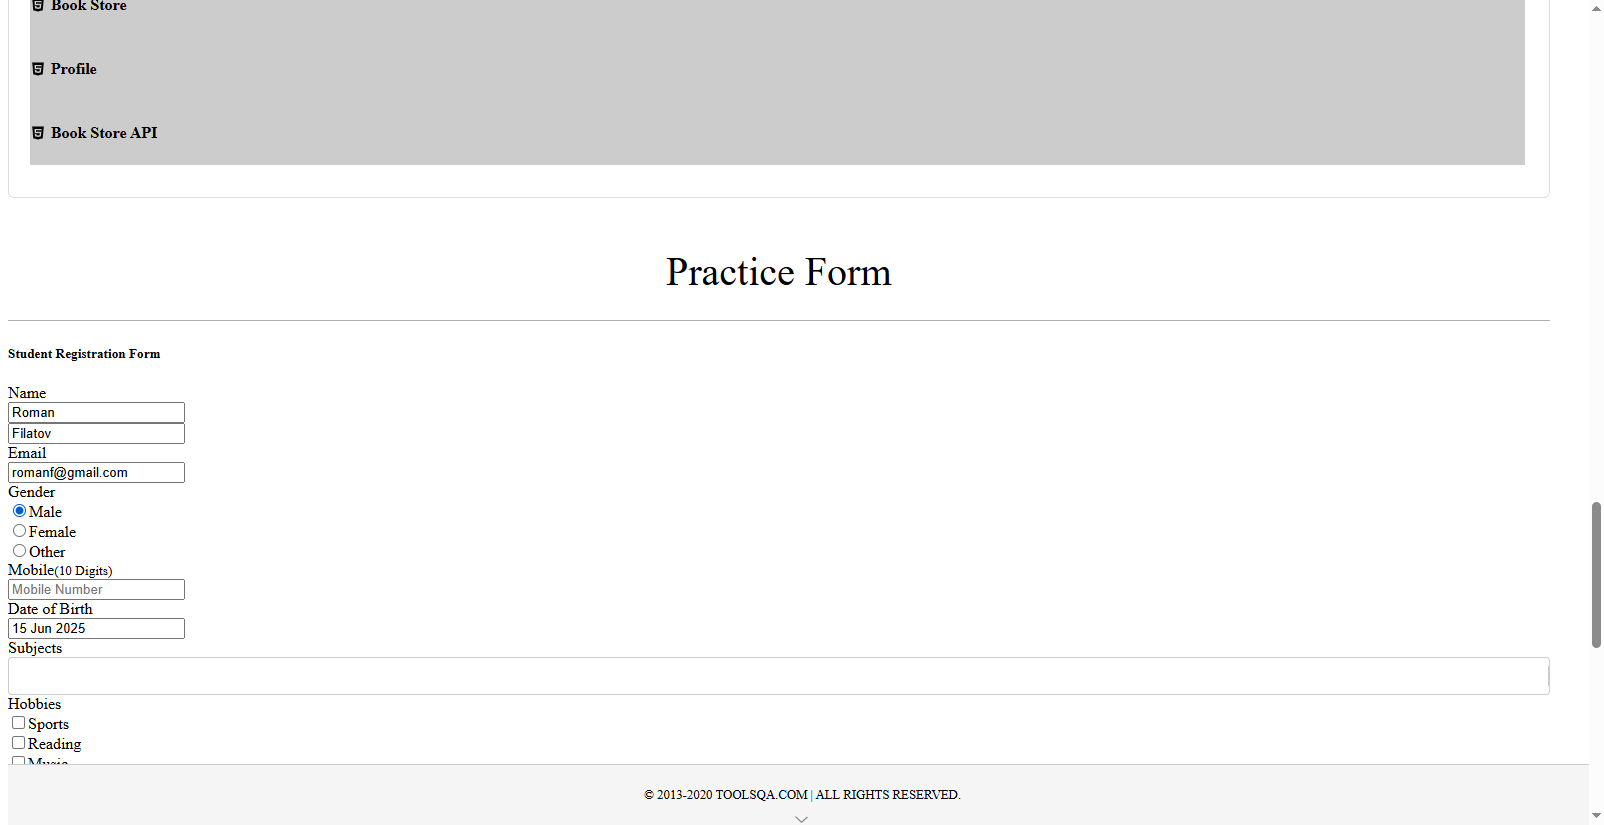 Book Store
Profile
Book Store API
Practice Form
Student Registration Form
Name
Roman
Filatov
Email
romanf@gmail.com
Gender
Male
Female
Other
Mobile(10 Digits)
Mobile Number
Date of Birth
15 Jun 2025
Subjects
Hobbies
Sports
Reading
Music
© 2013-2020 TOOLSQA.COM | ALL RIGHTS RESERVED.